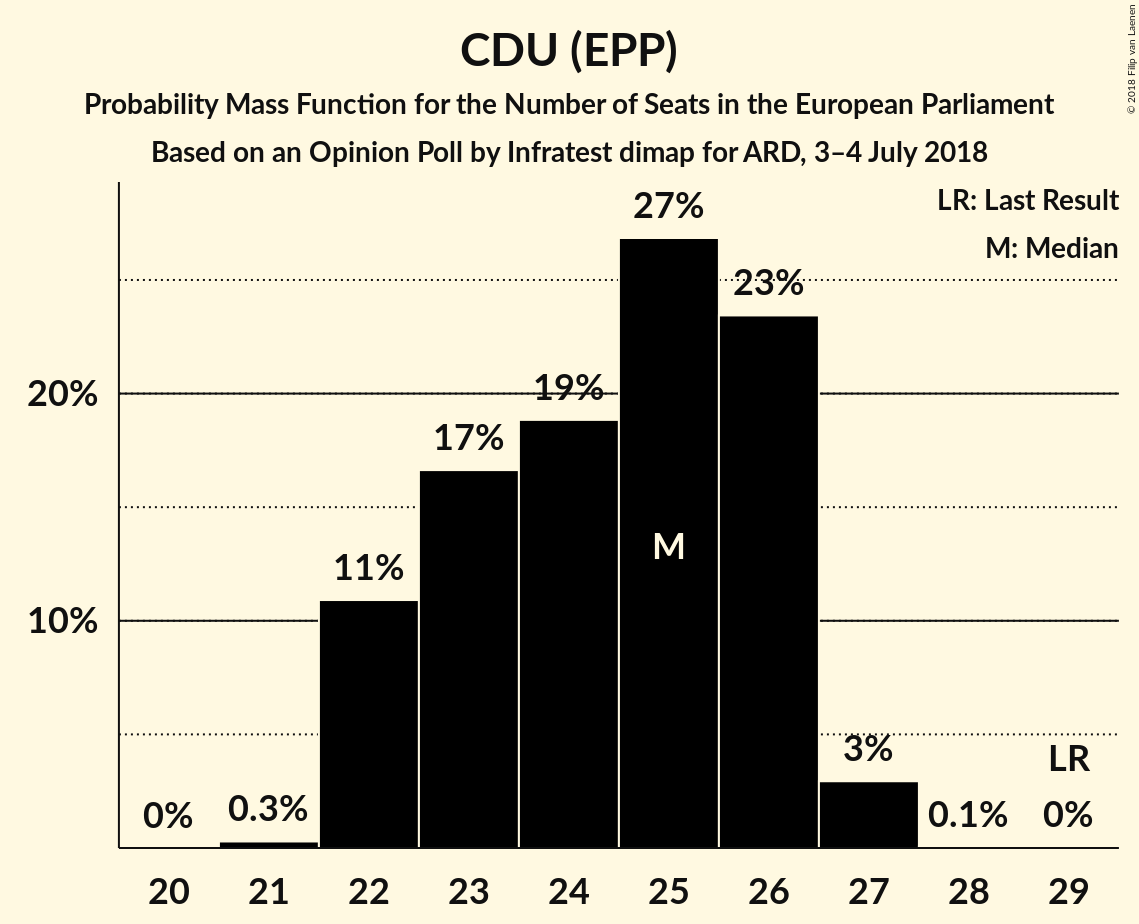 CDU (EPP)
Probability Mass Function for the Number of Seats in the European Parliament
Based on an Opinion Poll by Infratest dimap for ARD, 3–4 July 2018
© 2018 Filip van Laenen
LR: Last Result
M: Median
27%
23%
20%
19%
17%
M
11%
10%
3%
LR
0%
0.3%
0.1%
0%
20 21 22 23 24 25 26 27 28 29